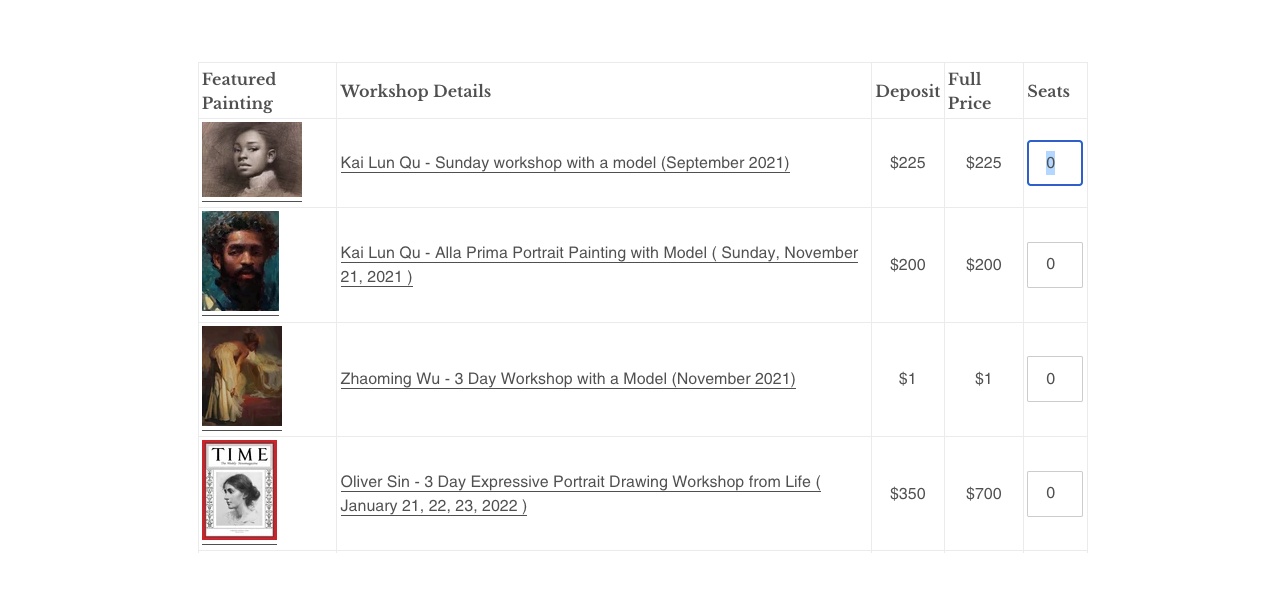 Featured
Painting
Workshop Details
Deposit
Full
Price
Seats
Kai Lun Qu - Sunday workshop with a model (September 2021)
$225
$225
0
Kai Lun Qu - Alla Prima Portrait Painting with Model ( Sunday, November
21, 2021 )
$200
$200
0
Zhaoming Wu - 3 Day Workshop with a Model (November 2021)
$1
$1
0
TIME
The Weekly Newsmagazine
Oliver Sin - 3 Day Expressive Portrait Drawing Workshop from Life (
January 21, 22, 23, 2022 )
$350
$700
0